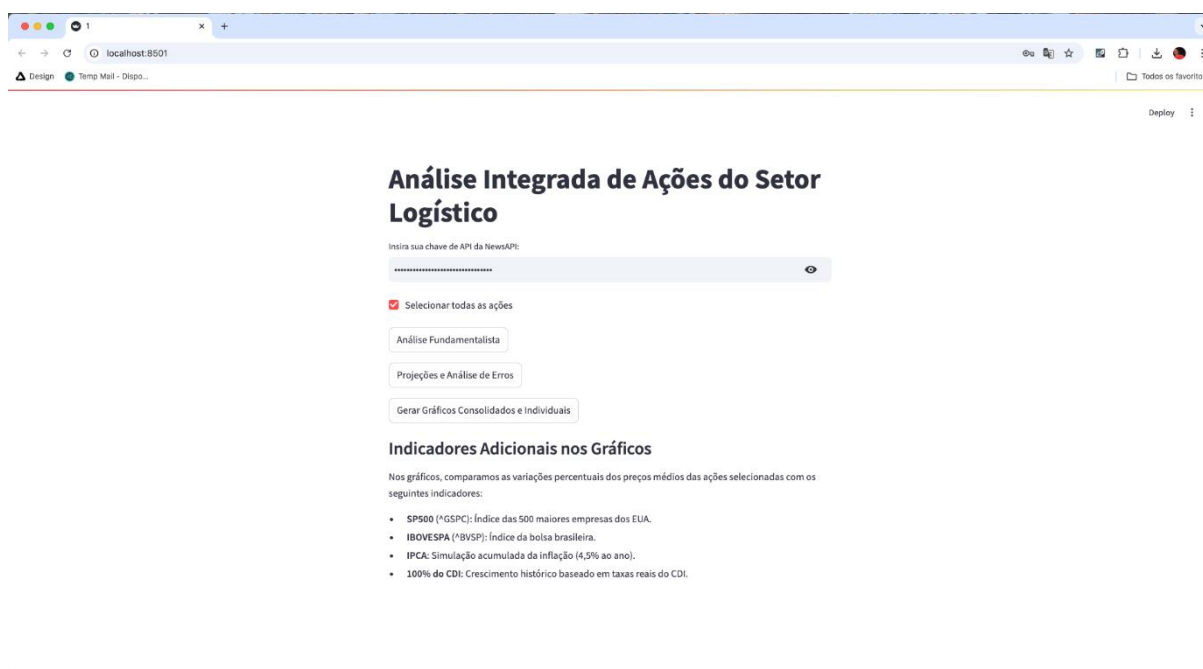 1
localhost:8501
Design
Temp Mail - Dispo...
Todos os favorito
Deploy
Análise Integrada de Ações do Setor
Logístico
Insira sua chave de API da NewsAPI:
Selecionar todas as ações
Análise Fundamentalista
Projeções e Análise de Erros
Gerar Gráficos Consolidados e Individuais
Indicadores Adicionais nos Gráficos
Nos gráficos, comparamos as variações percentuais dos preços médios das ações selecionadas com os
seguintes indicadores:
• SP500 (^GSPC): Índice das 500 maiores empresas dos EUA.
• IBOVESPA (^BVSP): Índice da bolsa brasileira.
• IPCA: Simulação acumulada da inflação (4,5% ao ano).
• 100% do CDI: Crescimento histórico baseado em taxas reais do CDI.